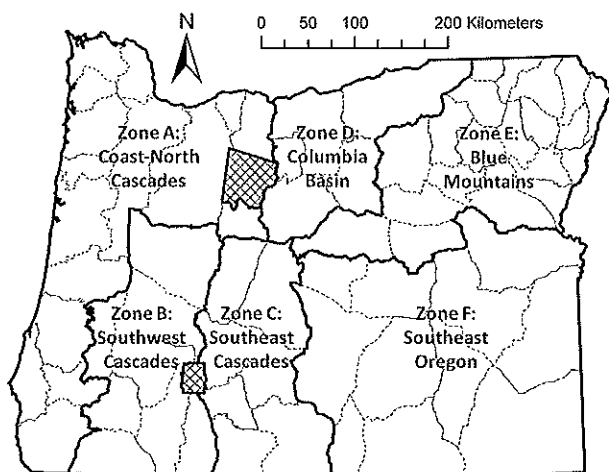 0 50 100 200 Kilometers
N
Zone A:
Coast-North
Cascades
Zone D:
Columbia
Basin
Zone E:
Blue
Mountains
Zone B:
Southwest
Cascades
Zone C:
Southeast
Cascades
Zone F:
Southeast
Oregon